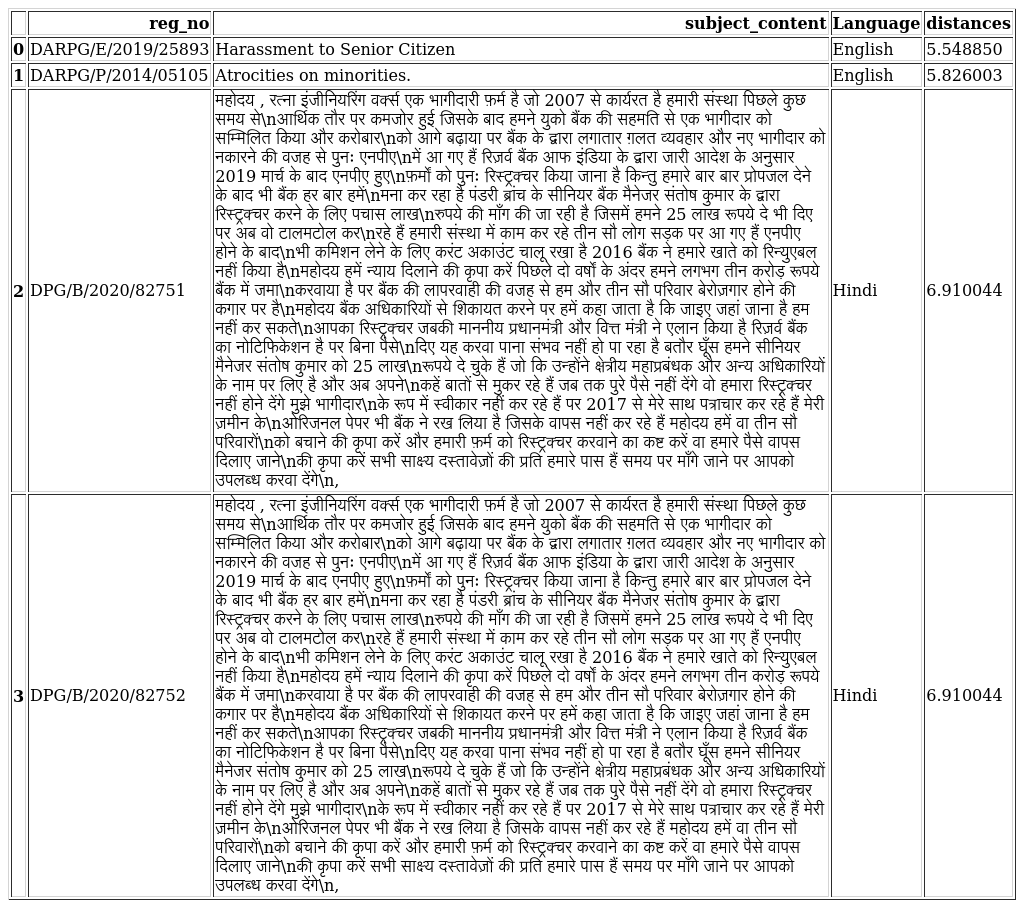 reg_no subject_content Language distances
0 DARPG/E/2019/25893 Harassment to Senior Citizen English 5.548850
1 DARPG/P/2014/05105 Atrocities on minorities. English 5.826003
महोदय , रत्ना इंजीनियरिंग वर्क्स एक भागीदारी फ़र्म है जो 2007 से कार्यरत है हमारी संस्था पिछले कुछ
समय से\nआर्थिक तौर पर कमजोर हुई जिसके बाद हमने युको बैंक की सहमति से एक भागीदार को
सम्मिलित किया और करोबार\nको आगे बढ़ाया पर बैंक के द्वारा लगातार ग़लत व्यवहार और नए भागीदार को
नकारने की वजह से पुनः एनपीए\nमें आ गए हैं रिज़र्व बैंक आफ इंडिया के द्वारा जारी आदेश के अनुसार
2019 मार्च के बाद एनपीए हुए\nफ़र्मों को पुनः रिस्ट्रक्चर किया जाना है किन्तु हमारे बार बार प्रोपजल देने
के बाद भी बैंक हर बार हमें\nमना कर रहा है पंडरी ब्रांच के सीनियर बैंक मैनेजर संतोष कुमार के द्वारा
रिस्ट्रक्चर करने के लिए पचास लाख\nरुपये की माँग की जा रही है जिसमें हमने 25 लाख रूपये दे भी दिए
पर अब वो टालमटोल कर\nरहे हैं हमारी संस्था में काम कर रहे तीन सौ लोग सड़क पर आ गए हैं एनपीए
होने के बाद\nभी कमिशन लेने के लिए करंट अकाउंट चालू रखा है 2016 बैंक ने हमारे खाते को रिन्युएबल
नहीं किया है\nमहोदय हमें न्याय दिलाने की कृपा करें पिछले दो वर्षों के अंदर हमने लगभग तीन करोड़ रूपये
बैंक में जमा\nकरवाया है पर बैंक की लापरवाही की वजह से हम और तीन सौ परिवार बेरोज़गार होने की
कगार पर है\nमहोदय बैंक अधिकारियों से शिकायत करने पर हमें कहा जाता है कि जाइए जहां जाना है हम
नहीं कर सकते\nआपका रिस्ट्रक्चर जबकी माननीय प्रधानमंत्री और वित्त मंत्री ने एलान किया है रिज़र्व बैंक
का नोटिफिकेशन है पर बिना पैसे\nदिए यह करवा पाना संभव नहीं हो पा रहा है बतौर घूँस हमने सीनियर
मैनेजर संतोष कुमार को 25 लाख\nरूपये दे चुके हैं जो कि उन्होंने क्षेत्रीय महाप्रबंधक और अन्य अधिकारियों
के नाम पर लिए है और अब अपने\nकहें बातों से मुकर रहे हैं जब तक पुरे पैसे नहीं देंगे वो हमारा रिस्ट्रक्चर
नहीं होने देंगे मुझे भागीदार\nके रूप में स्वीकार नहीं कर रहे हैं पर 2017 से मेरे साथ पत्राचार कर रहे हैं मेरी
ज़मीन के\nओरिजनल पेपर भी बैंक ने रख लिया है जिसके वापस नहीं कर रहे हैं महोदय हमें वा तीन सौ
परिवारों\nको बचाने की कृपा करें और हमारी फ़र्म को रिस्ट्रक्चर करवाने का कष्ट करें वा हमारे पैसे वापस
दिलाए जाने\nकी कृपा करें सभी साक्ष्य दस्तावेज़ों की प्रति हमारे पास हैं समय पर माँगे जाने पर आपको
उपलब्ध करवा देंगे\n,
2 DPG/B/2020/82751 Hindi 6.910044
महोदय , रत्ना इंजीनियरिंग वर्क्स एक भागीदारी फ़र्म है जो 2007 से कार्यरत है हमारी संस्था पिछले कुछ
समय से\nआर्थिक तौर पर कमजोर हुई जिसके बाद हमने युको बैंक की सहमति से एक भागीदार को
सम्मिलित किया और करोबार\nको आगे बढ़ाया पर बैंक के द्वारा लगातार ग़लत व्यवहार और नए भागीदार को
नकारने की वजह से पुनः एनपीए\nमें आ गए हैं रिज़र्व बैंक आफ इंडिया के द्वारा जारी आदेश के अनुसार
2019 मार्च के बाद एनपीए हुए\nफ़र्मों को पुनः रिस्ट्रक्चर किया जाना है किन्तु हमारे बार बार प्रोपजल देने
के बाद भी बैंक हर बार हमें\nमना कर रहा है पंडरी ब्रांच के सीनियर बैंक मैनेजर संतोष कुमार के द्वारा
रिस्ट्रक्चर करने के लिए पचास लाख\nरुपये की माँग की जा रही है जिसमें हमने 25 लाख रूपये दे भी दिए
पर अब वो टालमटोल कर\nरहे हैं हमारी संस्था में काम कर रहे तीन सौ लोग सड़क पर आ गए हैं एनपीए
होने के बाद\nभी कमिशन लेने के लिए करंट अकाउंट चालू रखा है 2016 बैंक ने हमारे खाते को रिन्युएबल
नहीं किया है\nमहोदय हमें न्याय दिलाने की कृपा करें पिछले दो वर्षों के अंदर हमने लगभग तीन करोड़ रूपये
बैंक में जमा\nकरवाया है पर बैंक की लापरवाही की वजह से हम और तीन सौ परिवार बेरोज़गार होने की
कगार पर है\nमहोदय बैंक अधिकारियों से शिकायत करने पर हमें कहा जाता है कि जाइए जहां जाना है हम
नहीं कर सकते\nआपका रिस्ट्रक्चर जबकी माननीय प्रधानमंत्री और वित्त मंत्री ने एलान किया है रिज़र्व बैंक
का नोटिफिकेशन है पर बिना पैसे\nदिए यह करवा पाना संभव नहीं हो पा रहा है बतौर घूँस हमने सीनियर
मैनेजर संतोष कुमार को 25 लाख\nरूपये दे चुके हैं जो कि उन्होंने क्षेत्रीय महाप्रबंधक और अन्य अधिकारियों
के नाम पर लिए है और अब अपने\nकहें बातों से मुकर रहे हैं जब तक पुरे पैसे नहीं देंगे वो हमारा रिस्ट्रक्चर
नहीं होने देंगे मुझे भागीदार\nके रूप में स्वीकार नहीं कर रहे हैं पर 2017 से मेरे साथ पत्राचार कर रहे हैं मेरी
ज़मीन के\nओरिजनल पेपर भी बैंक ने रख लिया है जिसके वापस नहीं कर रहे हैं महोदय हमें वा तीन सौ
परिवारों\nको बचाने की कृपा करें और हमारी फ़र्म को रिस्ट्रक्चर करवाने का कष्ट करें वा हमारे पैसे वापस
दिलाए जाने\nकी कृपा करें सभी साक्ष्य दस्तावेज़ों की प्रति हमारे पास हैं समय पर माँगे जाने पर आपको
उपलब्ध करवा देंगे\n,
3 DPG/B/2020/82752 Hindi 6.910044